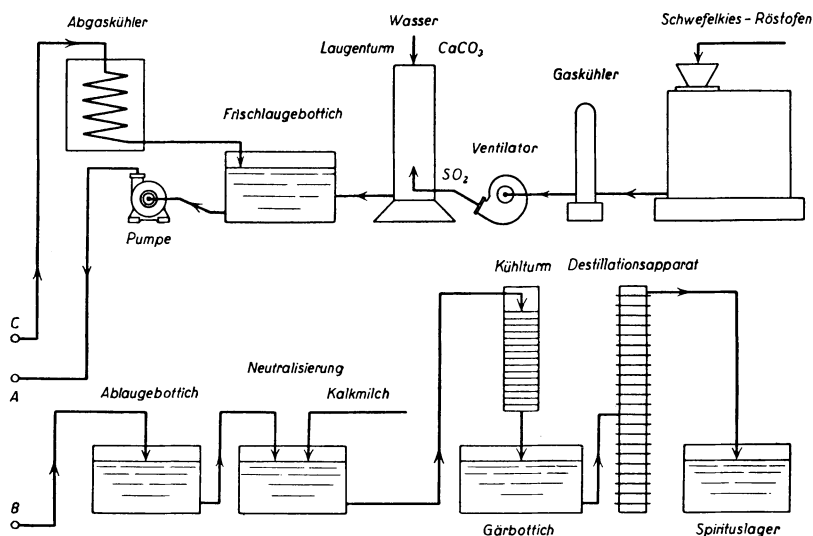 Abgaskühler
Wasser
Schwefelkies - Röstofen
Laugenturm CaCO3
Gaskühler
Frischlaugebottich
Ventilator
SO2
Pumpe
Kühlturm Destillationsapparat
C
Neutralisierung
A
Ablaugebottich
Kalkmilch
B
Gärbottich
Spirituslager